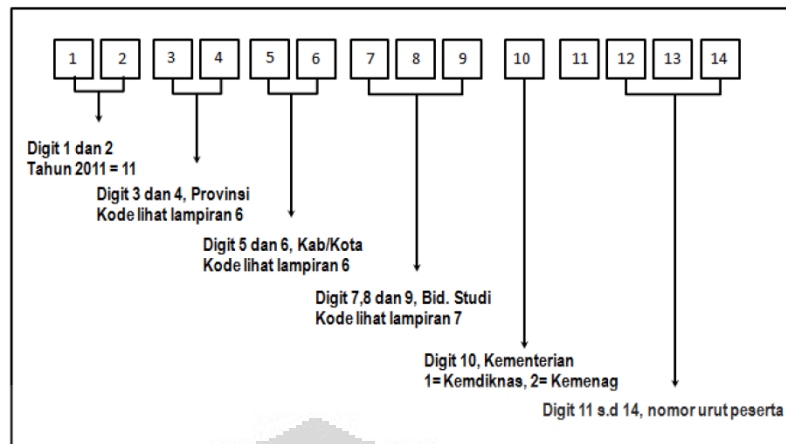 1 2 3 4 5 6 7 8 9 10 11 12 13 14
Digit 1 dan 2
Tahun 2011 = 11
Digit 3 dan 4, Provinsi
Kode lihat lampiran 6
Digit 5 dan 6, Kab/Kota
Kode lihat lampiran 6
Digit 7,8 dan 9, Bid. Studi
Kode lihat lampiran 7
Digit 10, Kementerian
1= Kemdiknas, 2= Kemenag
Digit 11 s.d 14, nomor urut peserta